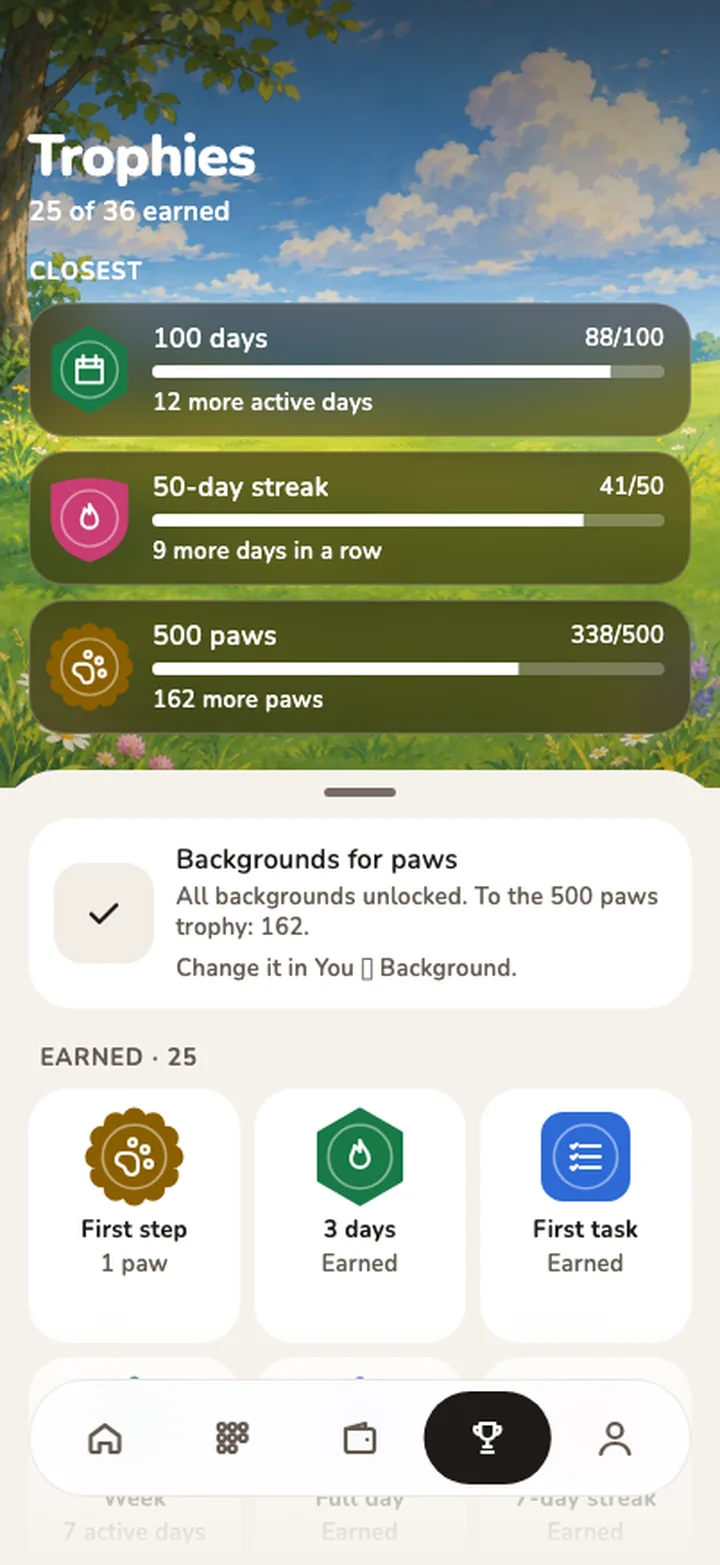 Trophies
25 of 36 earned
CLOSEST
100 days 88/100
12 more active days
50-day streak 41/50
9 more days in a row
500 paws 338/500
162 more paws
Backgrounds for paws
All backgrounds unlocked. To the 500 paws
trophy: 162.
Change it in You ▯ Background.
EARNED · 25
First step 3 days First task
1 paw Earned Earned
Week Full day 7-day streak
7 active days Earned Earned